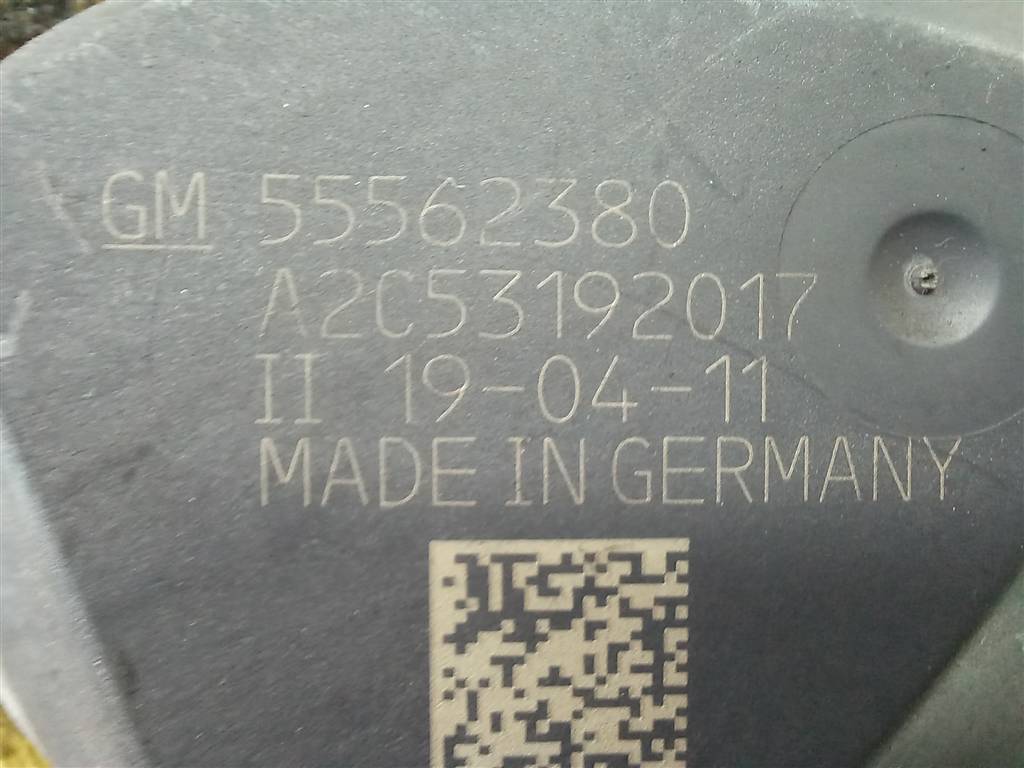 GM 55562380
A2C53192017
II 19-04-11
MADE IN GERMANY